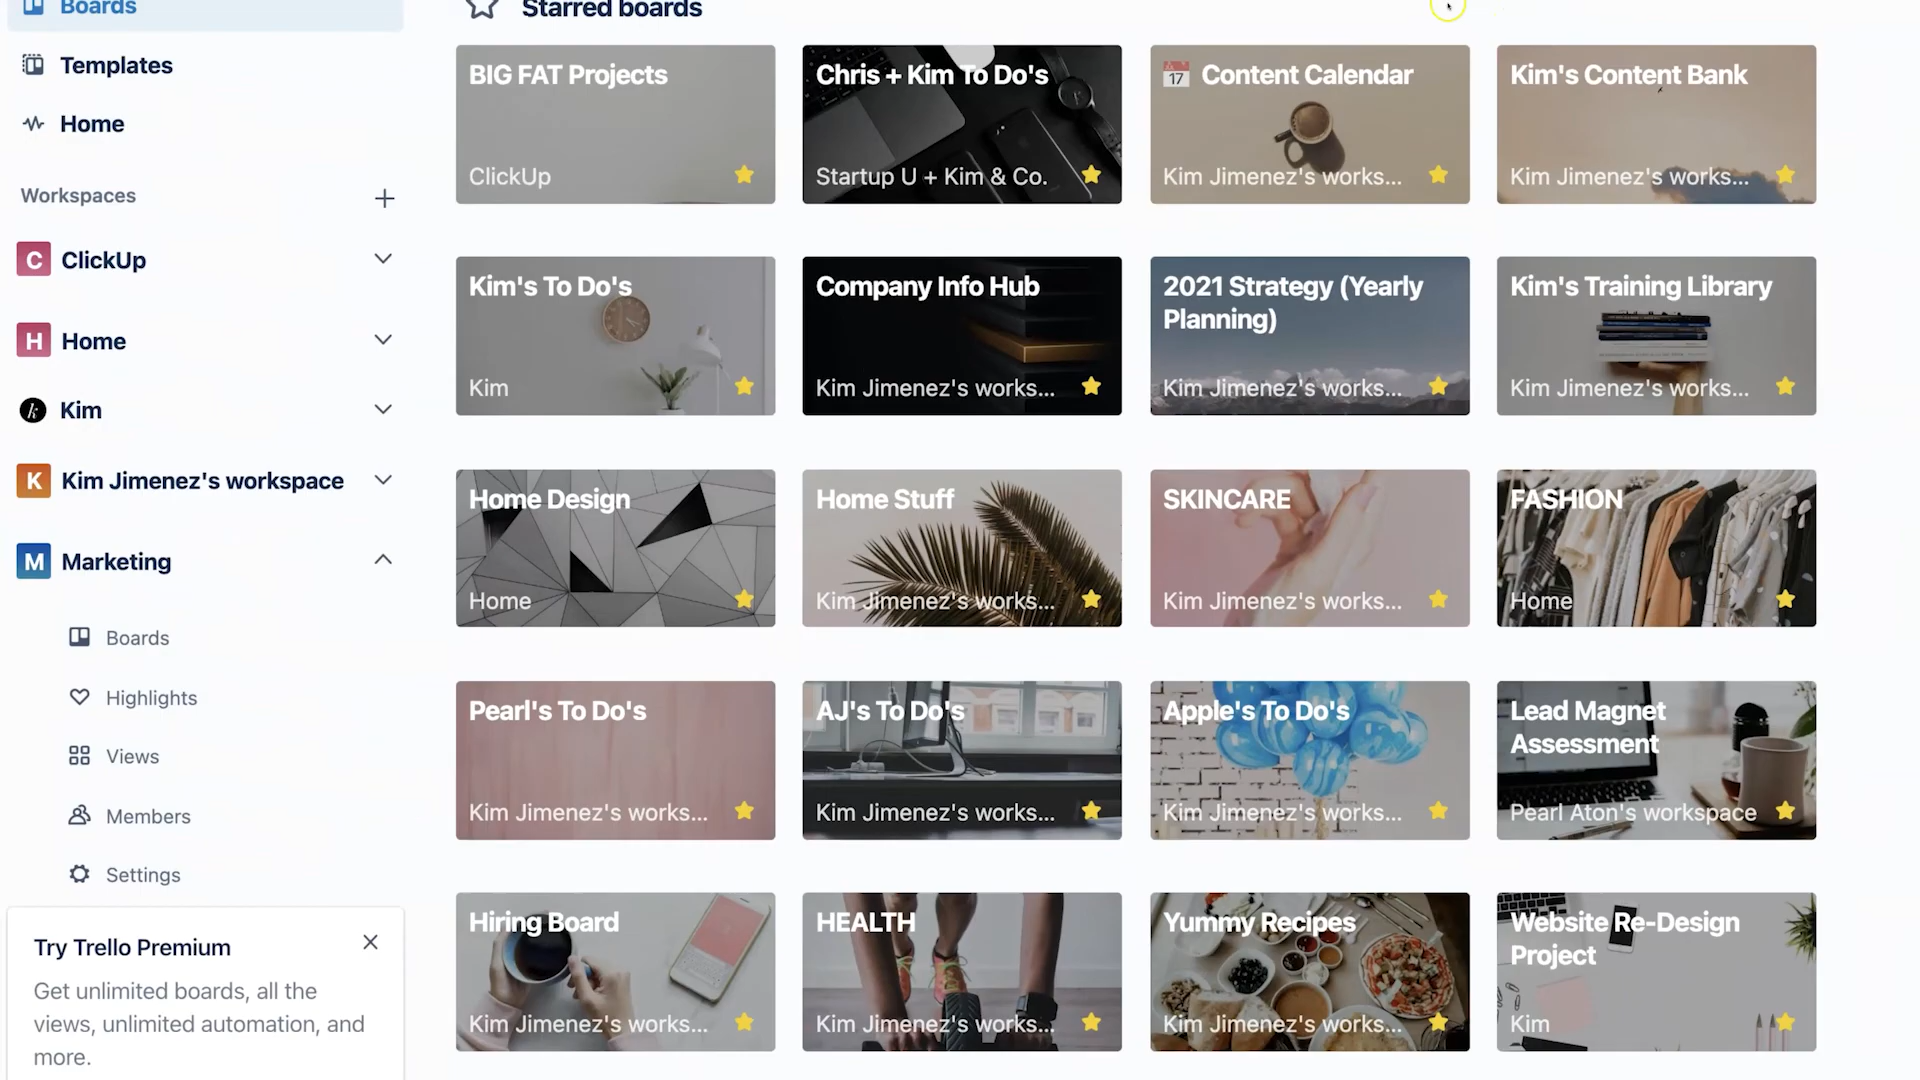 Boards
Templates
Home
Workspaces
C ClickUp
H Home
k Kim
K Kim Jimenez's workspace
M Marketing
Boards
Highlights
Views
Members
Settings
Try Trello Premium
Get unlimited boards, all the
views, unlimited automation, and
more.
Starred boards
BIG FAT Projects
ClickUp
Chris + Kim To Do's
Startup U + Kim & Co.
17 Content Calendar
Kim Jimenez's works...
Kim's Content Bank
Kim Jimenez's works...
Kim's To Do's
Kim
Company Info Hub
Kim Jimenez's works...
2021 Strategy (Yearly
Planning)
Kim Jimenez's works...
Kim's Training Library
Kim Jimenez's works...
Home Design
Home
Home Stuff
Kim Jimenez's works...
SKINCARE
Kim Jimenez's works...
FASHION
Home
Pearl's To Do's
Kim Jimenez's works...
AJ's To Do's
Kim Jimenez's works...
Apple's To Do's
Kim Jimenez's works...
Lead Magnet
Assessment
Pearl Aton's workspace
Hiring Board
Kim Jimenez's works...
HEALTH
Kim Jimenez's works...
Yummy Recipes
Kim Jimenez's works...
Website Re-Design
Project
Kim